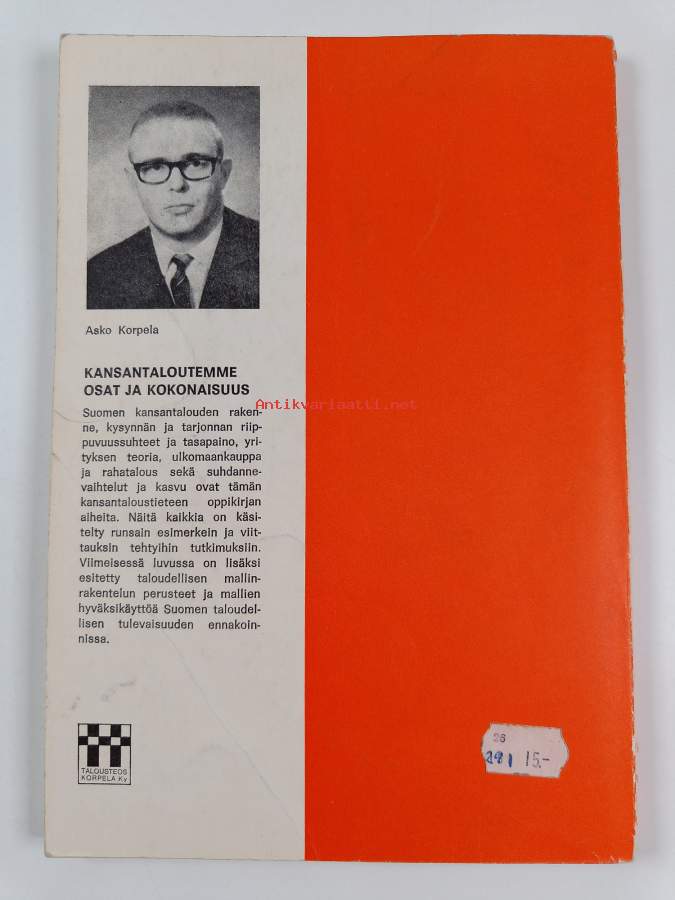 Asko Korpela
KANSANTALOUTEMME
OSAT JA KOKONAISUUS
Antikvariaatti.net
Suomen kansantalouden raken-
ne, kysynnän ja tarjonnan riip-
puvuussuhteet ja tasapaino, yri-
tyksen teoria, ulkomaankauppa
ja rahatalous sekä suhdanne-
vaihtelut ja kasvu ovat tämän
kansantaloustieteen oppikirjan
aiheita. Näitä kaikkia on käsi-
telty runsain esimerkein ja viit-
tauksin tehtyihin tutkimuksiin.
Viimeisessä luvussa on lisäksi
esitetty taloudellisen mallin-
rakentelun perusteet ja mallien
hyväksikäyttöä Suomen taloudel-
lisen tulevaisuuden ennakoin-
nissa.
TALOUSTEOS
KORPELA Ky
26
15.-